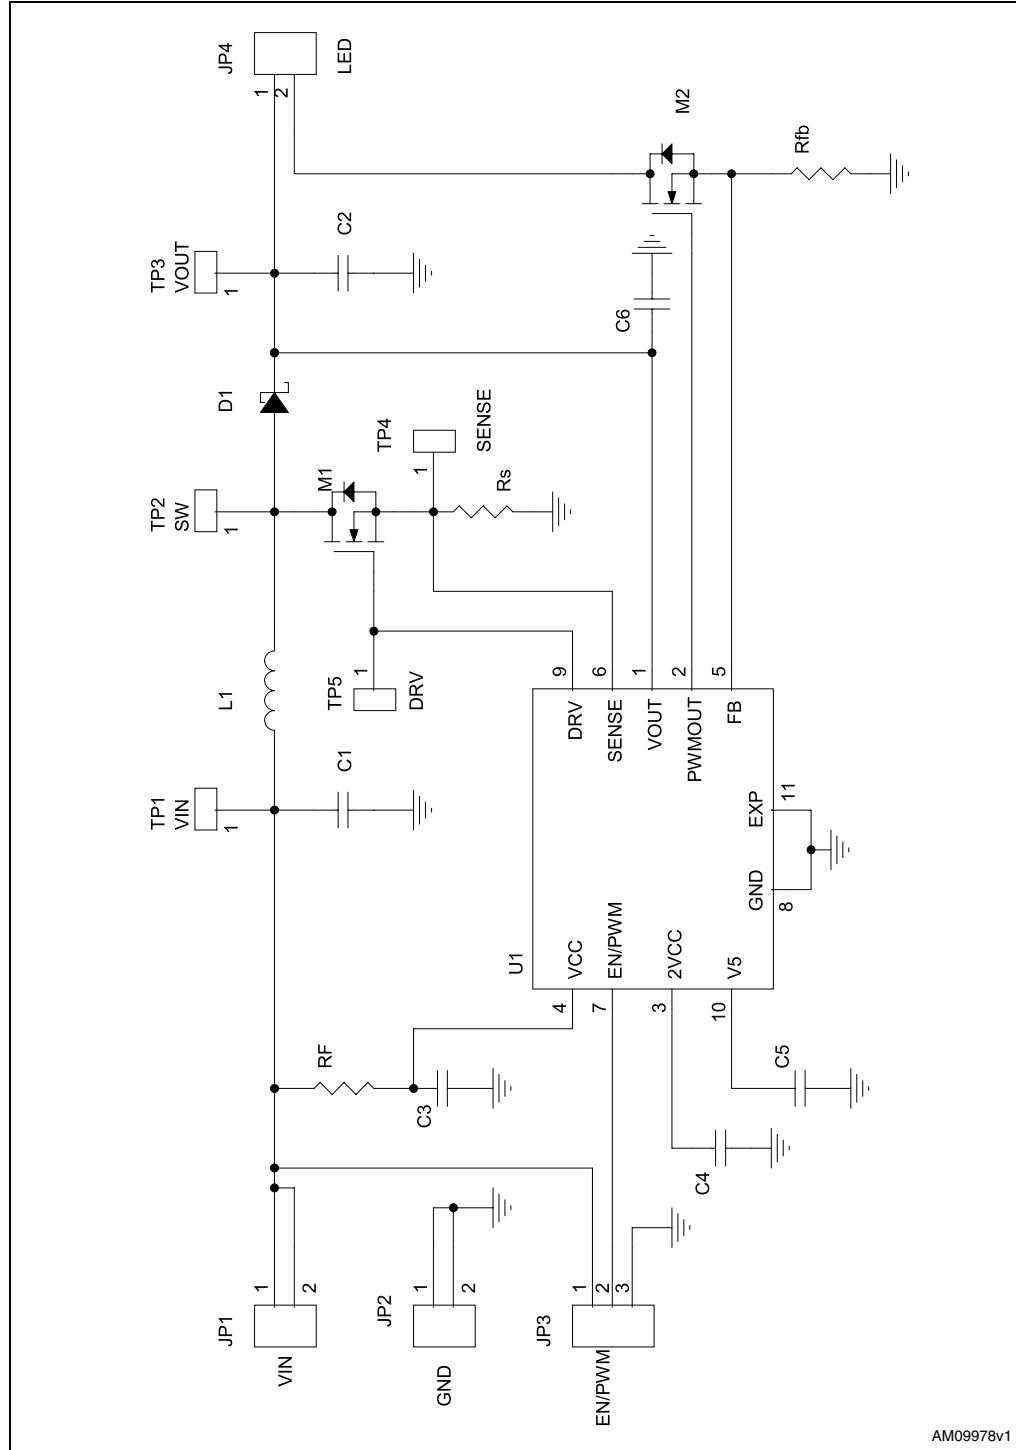 JP4
1
2
LED
TP3
VOUT
1
C2
M2
Rfb
C6
D1
TP4
1
SENSE
TP2
SW
1
M1
Rs
L1
TP5
1
DRV
9
6
1
2
5
DRV
SENSE
VOUT
PWMOUT
FB
TP1
VIN
1
C1
EXP
11
GND
8
U1
VCC
EN/PWM
2VCC
V5
4
7
3
10
RF
C3
C5
C4
JP1
1
2
VIN
JP2
1
2
GND
JP3
1
2
3
EN/PWM
AM09978v1